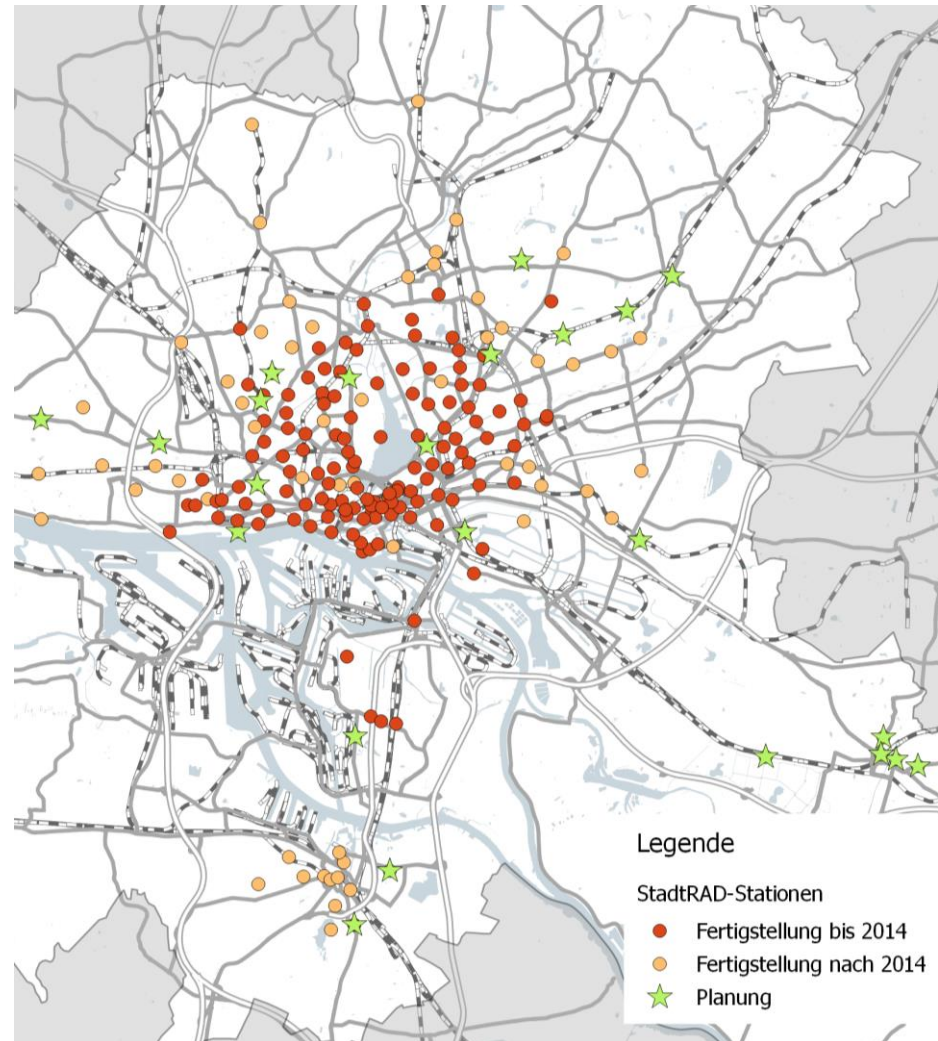 Legende
StadtRAD-Stationen
Fertigstellung bis 2014
Fertigstellung nach 2014
Planung